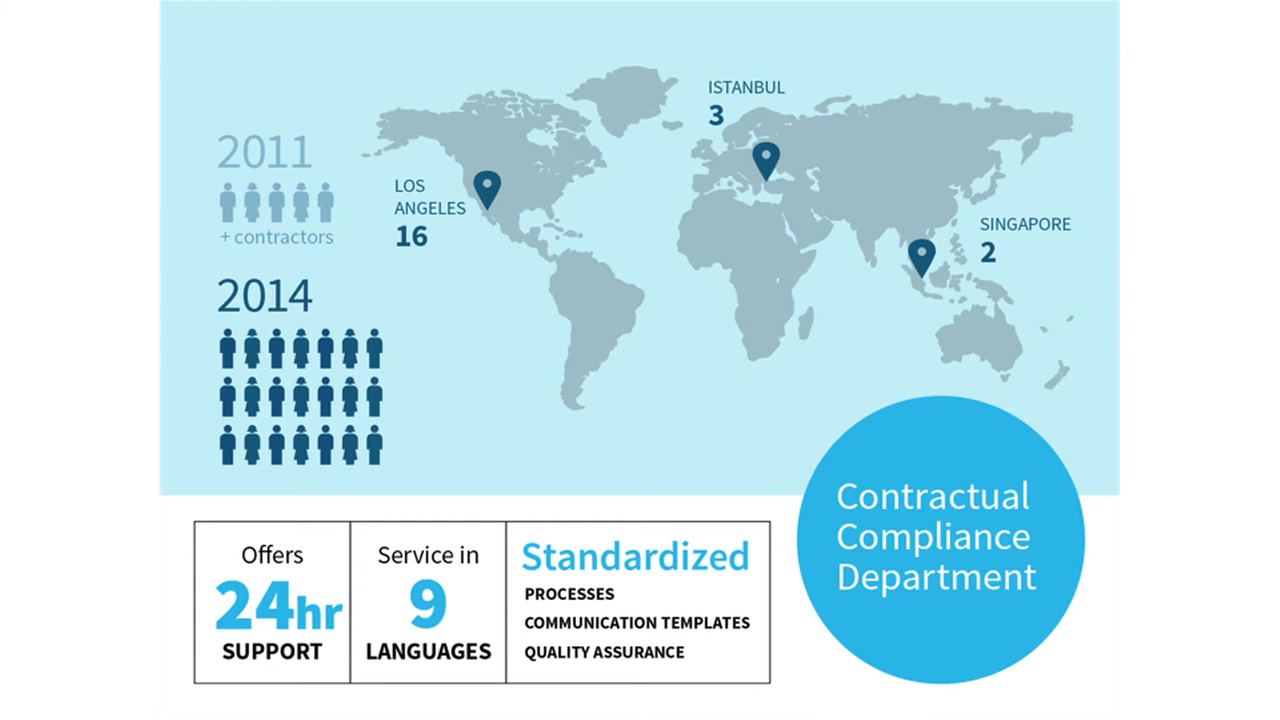 2011
+ contractors
2014
LOS
ANGELES
16
ISTANBUL
3
SINGAPORE
2
Offers
24hr
SUPPORT
Service in
9
LANGUAGES
Standardized
PROCESSES
COMMUNICATION TEMPLATES
QUALITY ASSURANCE
Contractual
Compliance
Department